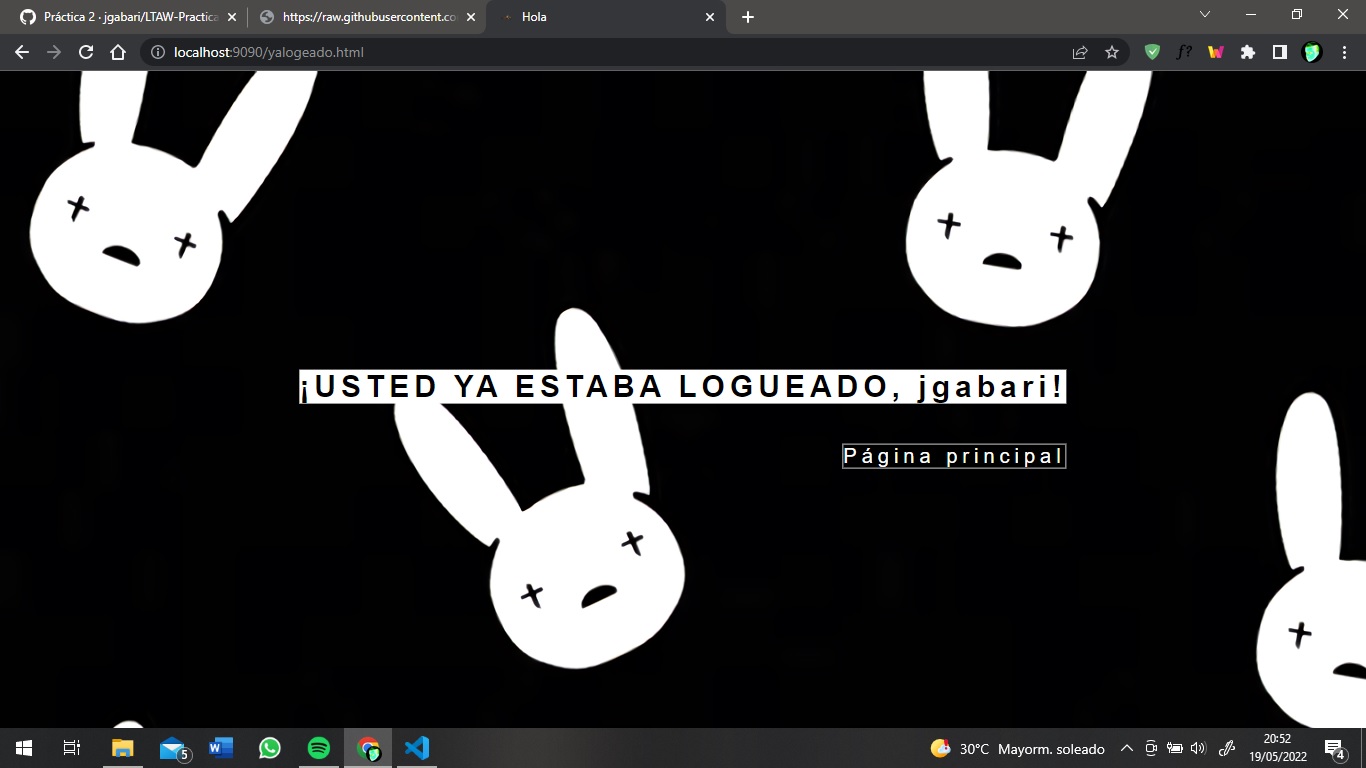 Práctica 2 · jgabari/LTAW-Practica
https://raw.githubusercontent.co
Hola
localhost:9090/yalogeado.html
f?
¡USTED YA ESTABA LOGUEADO, jgabari!
Página principal
5
W
30°C Mayorm. soleado
20:52
19/05/2022
4